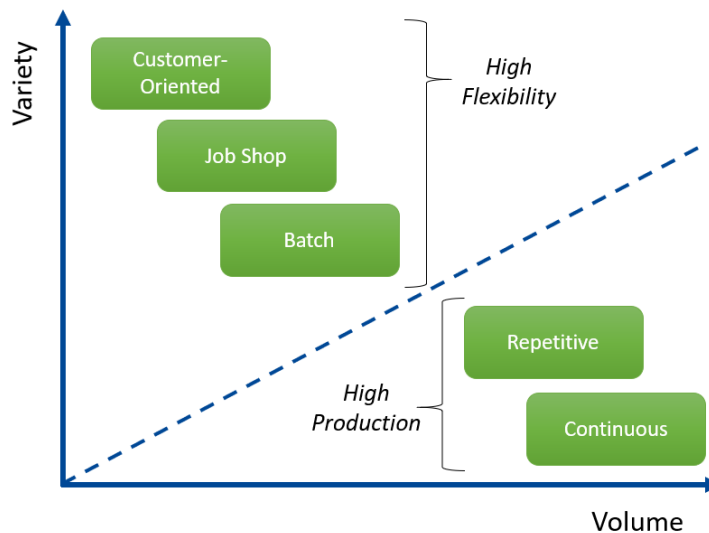 Variety
Customer-
Oriented
Job Shop
Batch
High
Flexibility
Repetitive
Continuous
High
Production
Volume